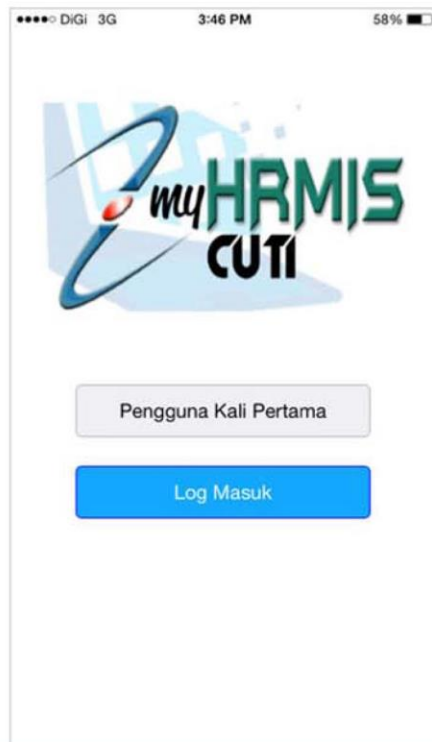 DiGi 3G 3:46 PM 58%
myHRMIS
CUTI
Pengguna Kali Pertama
Log Masuk